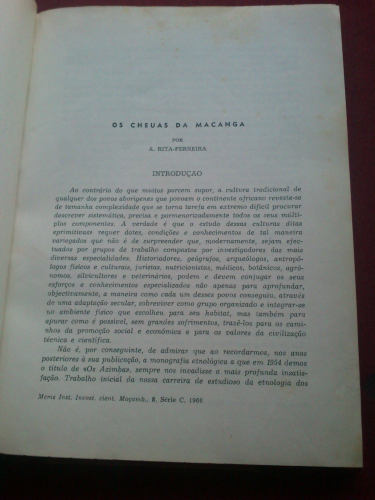 OS CHEUAS DA MACANGA
POR
A. RITA-FERREIRA
INTRODUÇÃO
Ao contrário do que muitos parcem supor, a cultura tradicional de
qualquer dos povos aborígenes que povoem o continente africano reveste-se
de tamanha complexidade que se torna tarefa em extremo difícil procurar
descrever sistemática, precisa e pormenorizadamente todos os seus múlti-
plos componentes. A verdade é que o estudo dessas culturas ditas
«primitivas» requer dotes, condições e conhecimentos de tal maneira
variegados que não é de surpreender que, modernamente, sejam efec-
tuados por grupos de trabalho compostos por investigadores das mais
diversas especialidades. Historiadores, geógrafos, arqueólogos, antropó-
logos físicos e culturais, juristas, nutricionistas, médicos, botânicos, agró-
nomos, silvicultores e veterinários, podem e devem conjugar os seus
esforços e conhecimentos especializados não apenas para aprofundar,
objectivamente, a maneira como cada um desses povos conseguiu, através
de uma adaptação secular, sobreviver como grupo organizado e integrar-se
no ambiente físico que escolheu para seu habitat, mas também para
apurar como é possível, sem grandes sofrimentos, trazê-los para os cami-
nhos da promoção social e económica e para os valores da civilização
técnica e científica.
Não é, por conseguinte, de admirar que ao recordarmos, nos anos
posteriores à sua publicação, a monografia etnológica a que em 1954 demos
o título de «Os Azimba», sempre nos invadisse a mais profunda insatis-
fação. Trabalho inicial da nossa carreira de estudioso da etnologia dos
Mems Inst. Invest. cient. Moçamb., 8, Série C, 1966